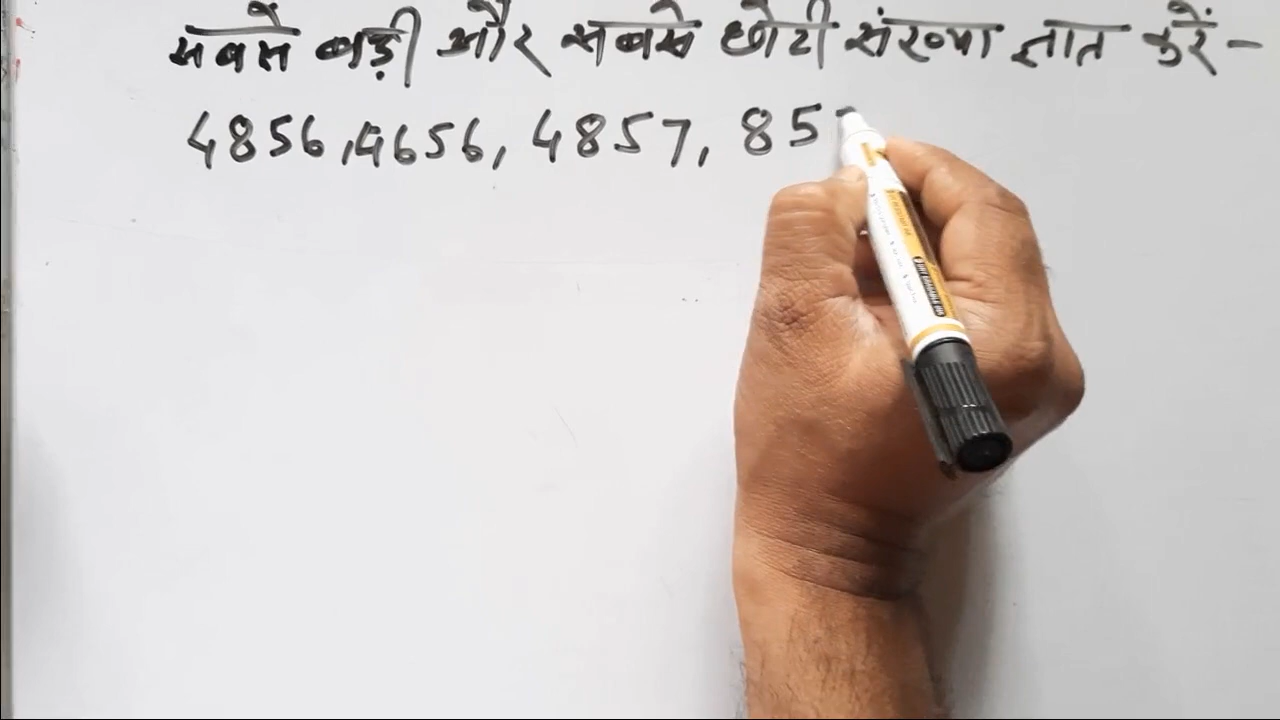 सबसे बड़ी और सबसे छोटी संख्या ज्ञात करें -
4856, 4656, 4857, 85